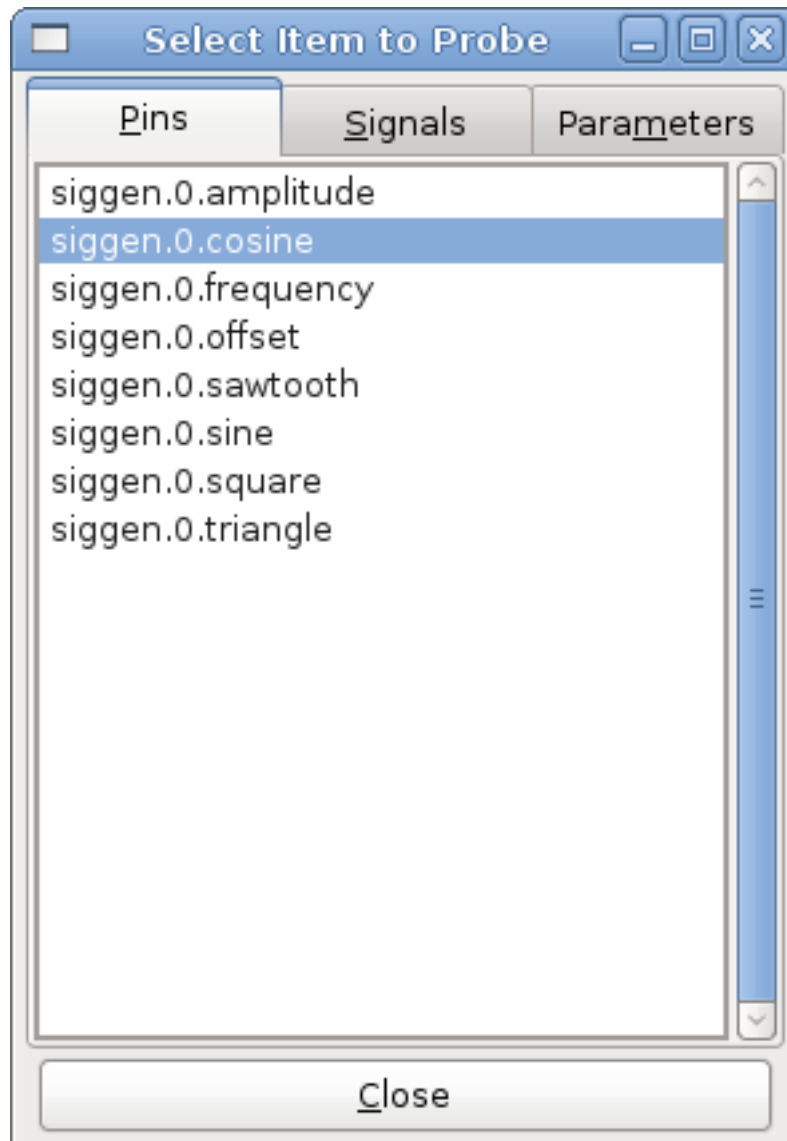 Select Item to Probe
Pins Signals Parameters
siggen.0.amplitude
siggen.0.cosine
siggen.0.frequency
siggen.0.offset
siggen.0.sawtooth
siggen.0.sine
siggen.0.square
siggen.0.triangle
Close